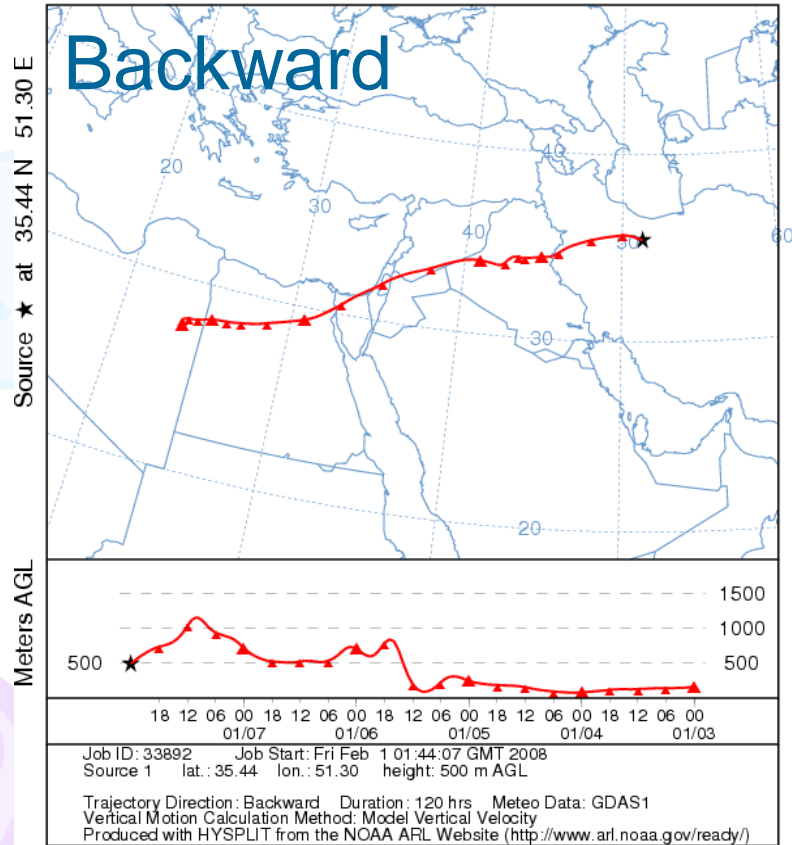 Backward
Source ★ at 35.44 N 51.30 E
20
30
40
40
50
60
30
20
Meters AGL
1500
1000
500
500
18 12 06 00 18 12 06 00 18 12 06 00 18 12 06 00 18 12 06 00
01/07 01/06 01/05 01/04 01/03
Job ID: 33892 Job Start: Fri Feb 1 01:44:07 GMT 2008
Source 1 lat.: 35.44 lon.: 51.30 height: 500 m AGL
Trajectory Direction: Backward Duration: 120 hrs Meteo Data: GDAS1
Vertical Motion Calculation Method: Model Vertical Velocity
Produced with HYSPLIT from the NOAA ARL Website (http://www.arl.noaa.gov/ready/)